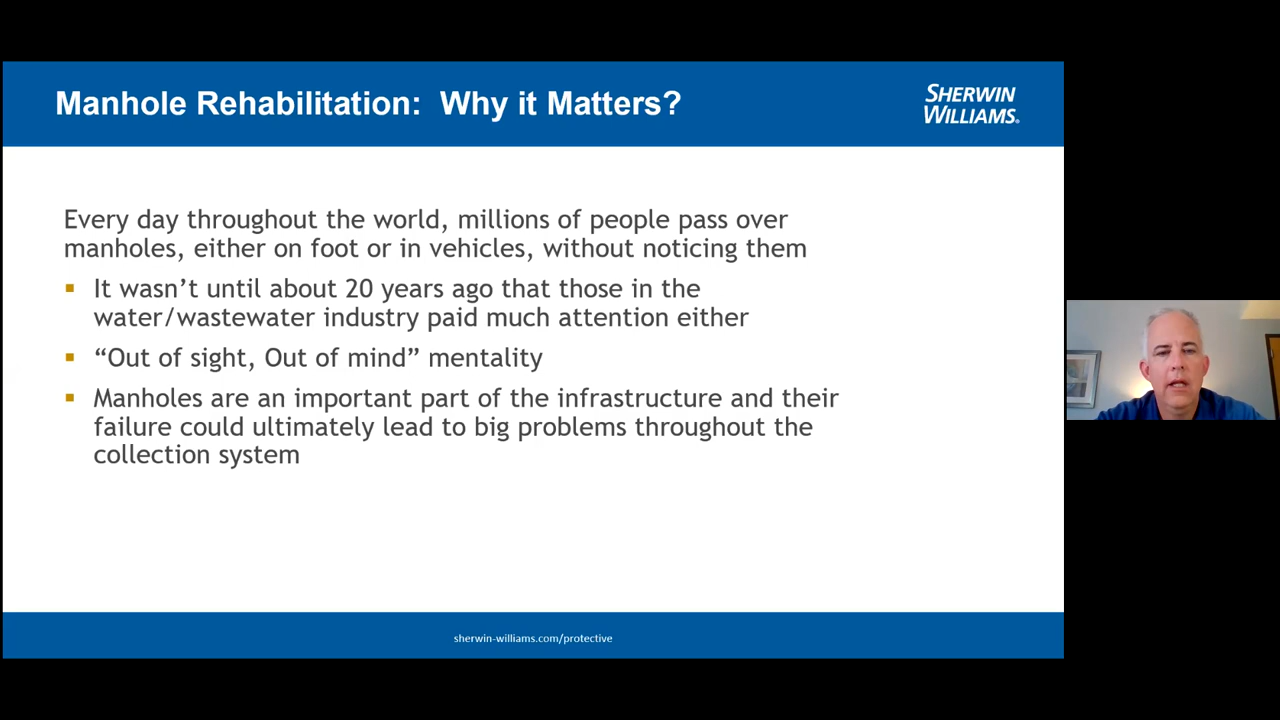 Manhole Rehabilitation:  Why it Matters?
SHERWIN
WILLIAMS®
Every day throughout the world, millions of people pass over
manholes, either on foot or in vehicles, without noticing them
▪ It wasn’t until about 20 years ago that those in the
water/wastewater industry paid much attention either
▪ “Out of sight, Out of mind” mentality
▪ Manholes are an important part of the infrastructure and their
failure could ultimately lead to big problems throughout the
collection system
sherwin-williams.com/protective